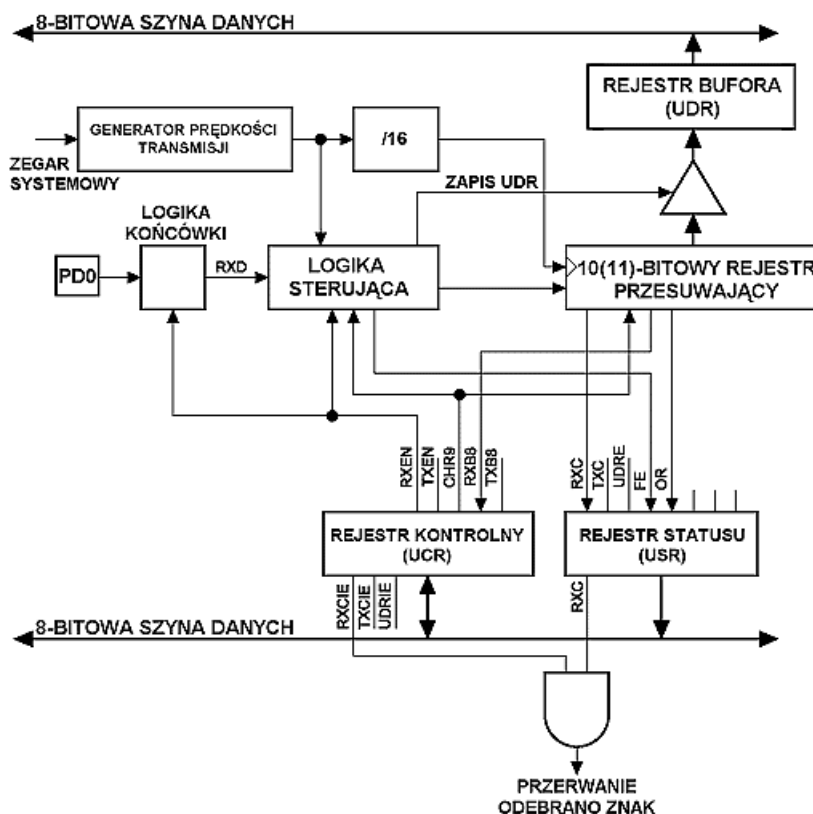 8-BITOWA SZYNA DANYCH
REJESTR BUFORA
(UDR)
GENERATOR PRĘDKOŚCI
TRANSMISJI
/16
ZEGAR
SYSTEMOWY
ZAPIS UDR
LOGIKA
KOŃCÓWKI
PD0
RXD
LOGIKA
STERUJĄCA
10(11)-BITOWY REJESTR
PRZESUWAJĄCY
RXEN
TXEN
CHR9
RXB8
TXB8
RXC
TXC
UDRE
FE
OR
REJESTR KONTROLNY
(UCR)
REJESTR STATUSU
(USR)
RXCIE
TXCIE
UDRIE
RXC
8-BITOWA SZYNA DANYCH
PRZERWANIE
ODEBRANO ZNAK